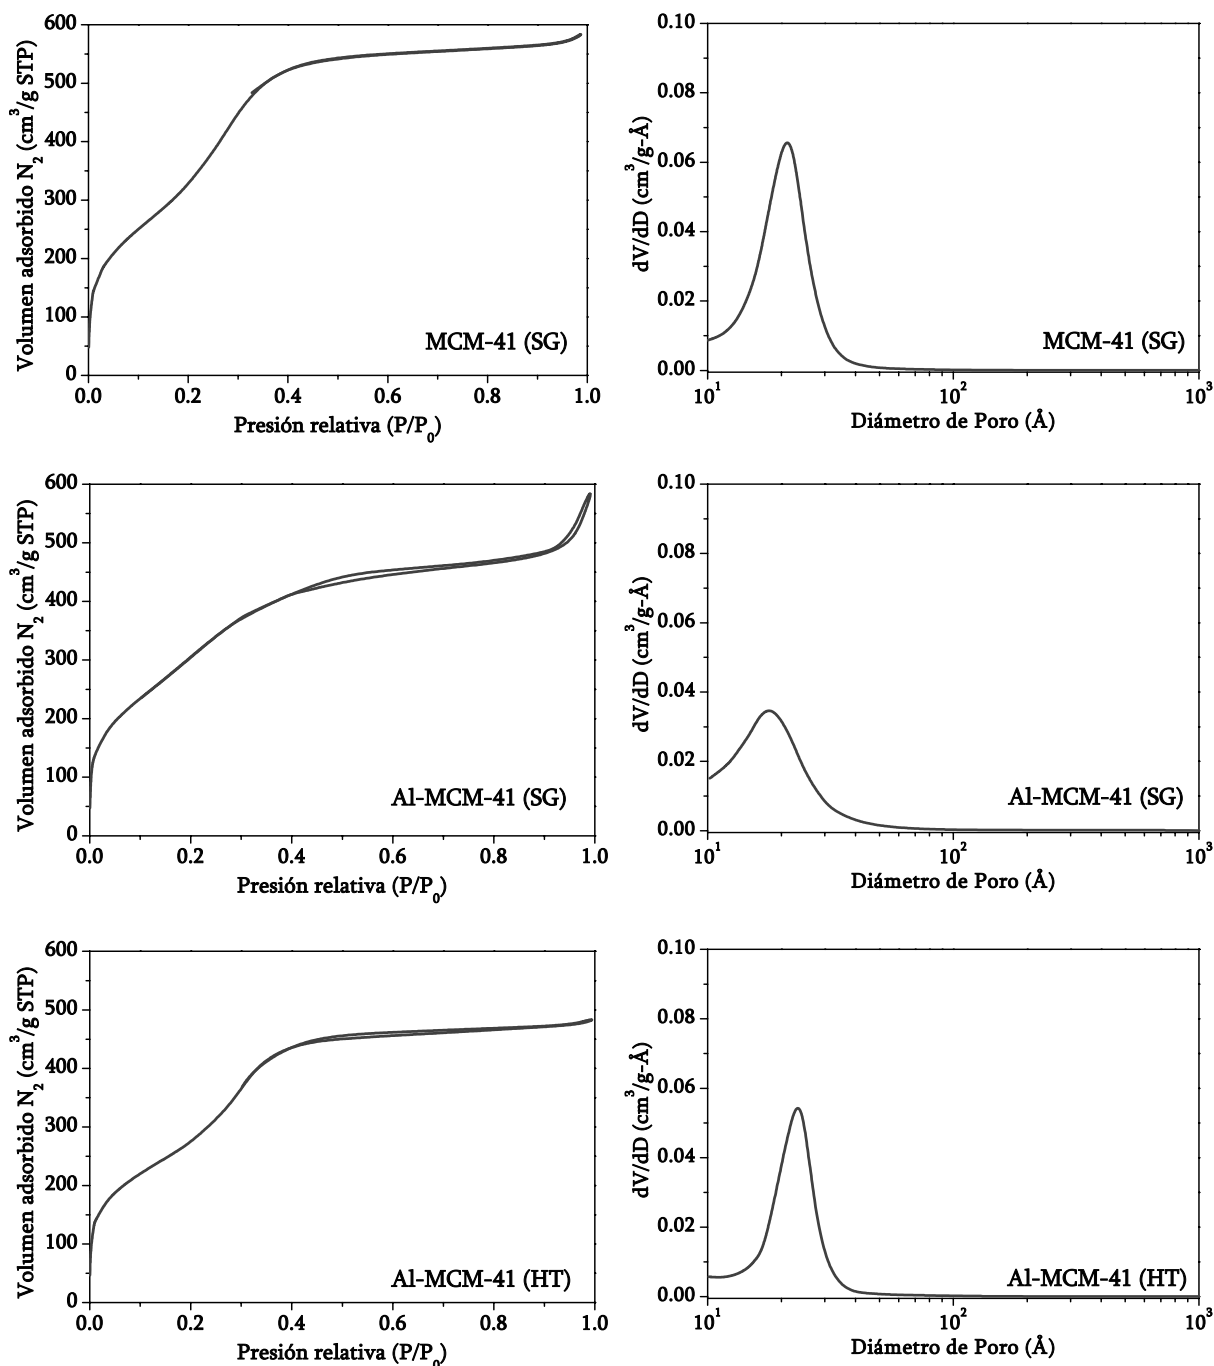 600
500
400
300
200
100
0
Volumen adsorbido N2 (cm3/g STP)
MCM-41 (SG)
0.0 0.2 0.4 0.6 0.8 1.0
Presión relativa (P/P0)
0.10
0.08
0.06
0.04
0.02
0.00
dV/dD (cm3/g-Å)
MCM-41 (SG)
101 102 103
Diámetro de Poro (Å)
600
500
400
300
200
100
0
Volumen adsorbido N2 (cm3/g STP)
Al-MCM-41 (SG)
0.0 0.2 0.4 0.6 0.8 1.0
Presión relativa (P/P0)
0.10
0.08
0.06
0.04
0.02
0.00
dV/dD (cm3/g-Å)
Al-MCM-41 (SG)
101 102 103
Diámetro de Poro (Å)
600
500
400
300
200
100
0
Volumen adsorbido N2 (cm3/g STP)
Al-MCM-41 (HT)
0.0 0.2 0.4 0.6 0.8 1.0
Presión relativa (P/P0)
0.10
0.08
0.06
0.04
0.02
0.00
dV/dD (cm3/g-Å)
Al-MCM-41 (HT)
101 102 103
Diámetro de Poro (Å)